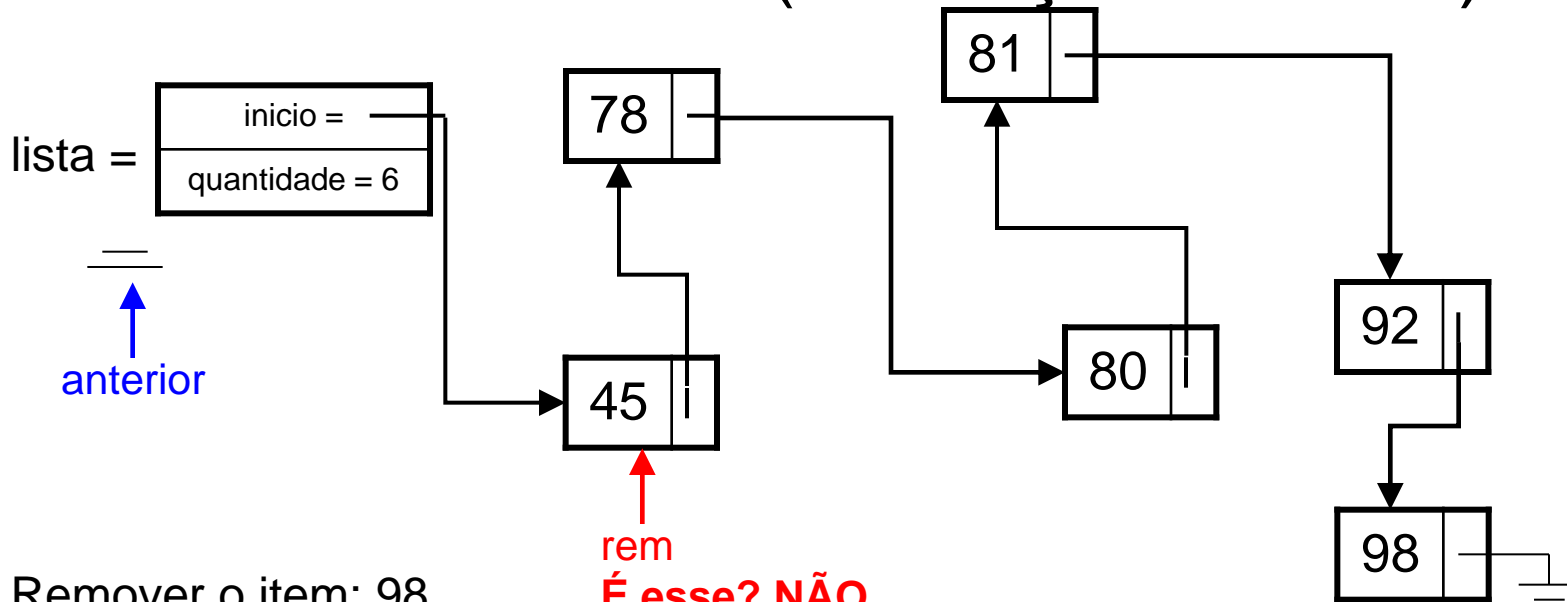 81
inicio =
78
lista =
quantidade = 6
92
anterior
45
80
rem
98
Remover o item: 98
É esse? NÃO